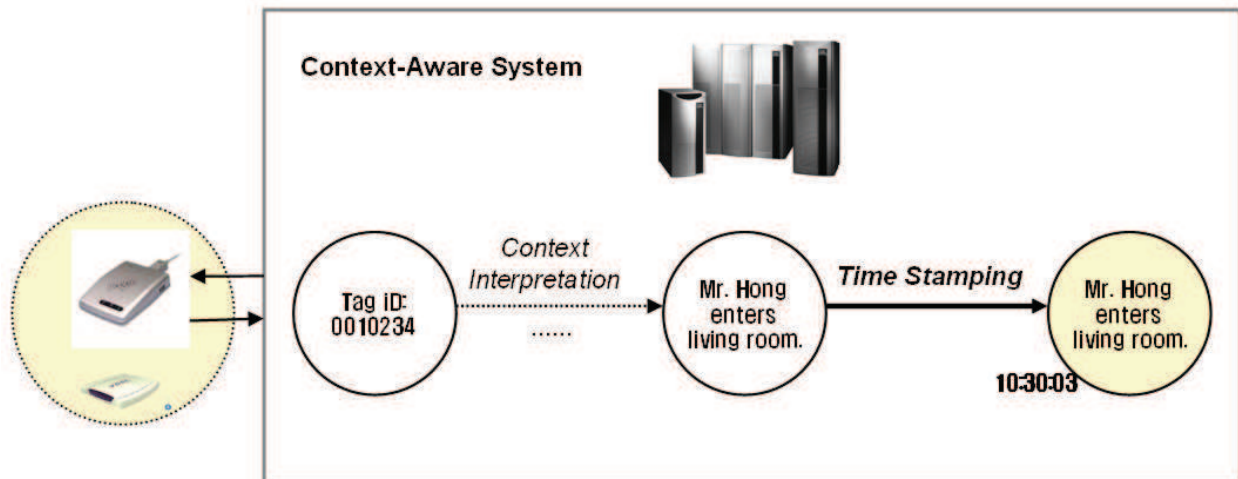 Context-Aware System
Context
Interpretation
......
Tag iD:
0010234
Mr. Hong
enters
living room.
Time Stamping
Mr. Hong
enters
living room.
10:30:03